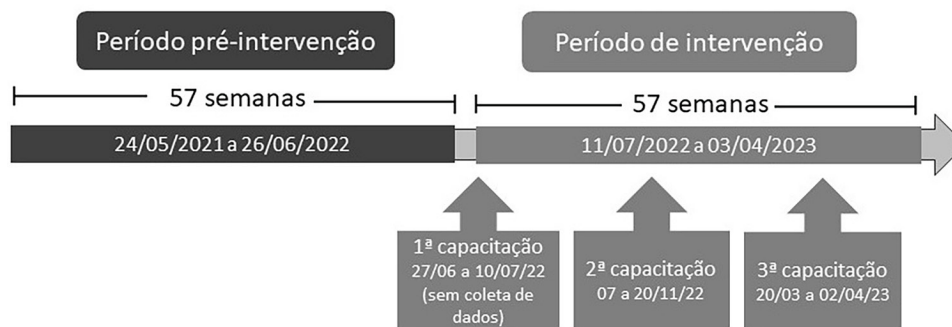 Período pré-intervenção
Período de intervenção
57 semanas
57 semanas
24/05/2021 a 26/06/2022
11/07/2022 a 03/04/2023
1ª capacitação
27/06 a 10/07/22
(sem coleta de
dados)
2ª capacitação
07 a 20/11/22
3ª capacitação
20/03 a 02/04/23